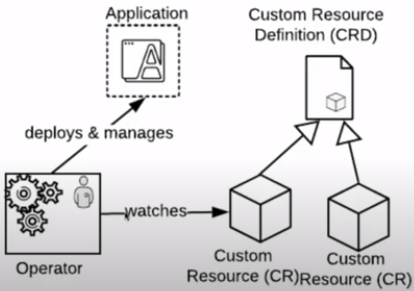 Application
Custom Resource
Definition (CRD)
A
deploys & manages
watches
Operator
Custom
Resource (CR)
Custom
Resource (CR)